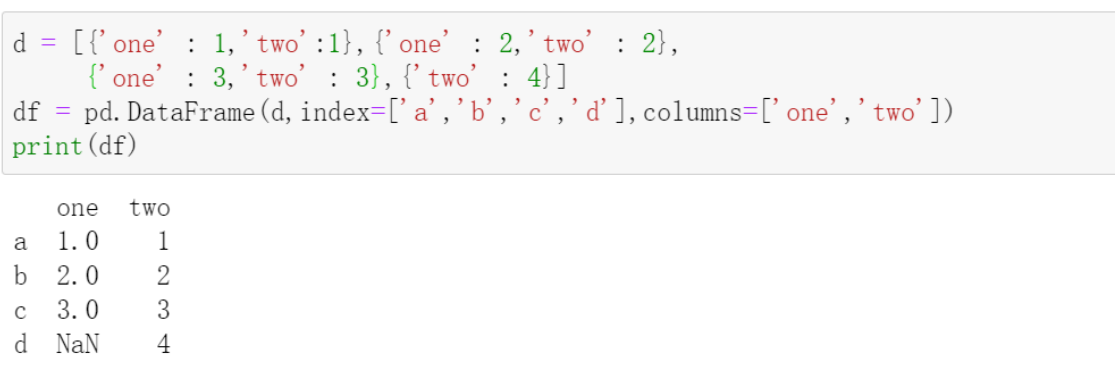 d = [{'one' : 1,'two':1},{'one' : 2,'two' : 2},
     {'one' : 3,'two' : 3},{'two' : 4}]
df = pd.DataFrame(d,index=['a','b','c','d'],columns=['one','two'])
print(df)
   one  two
a  1.0    1
b  2.0    2
c  3.0    3
d  NaN    4